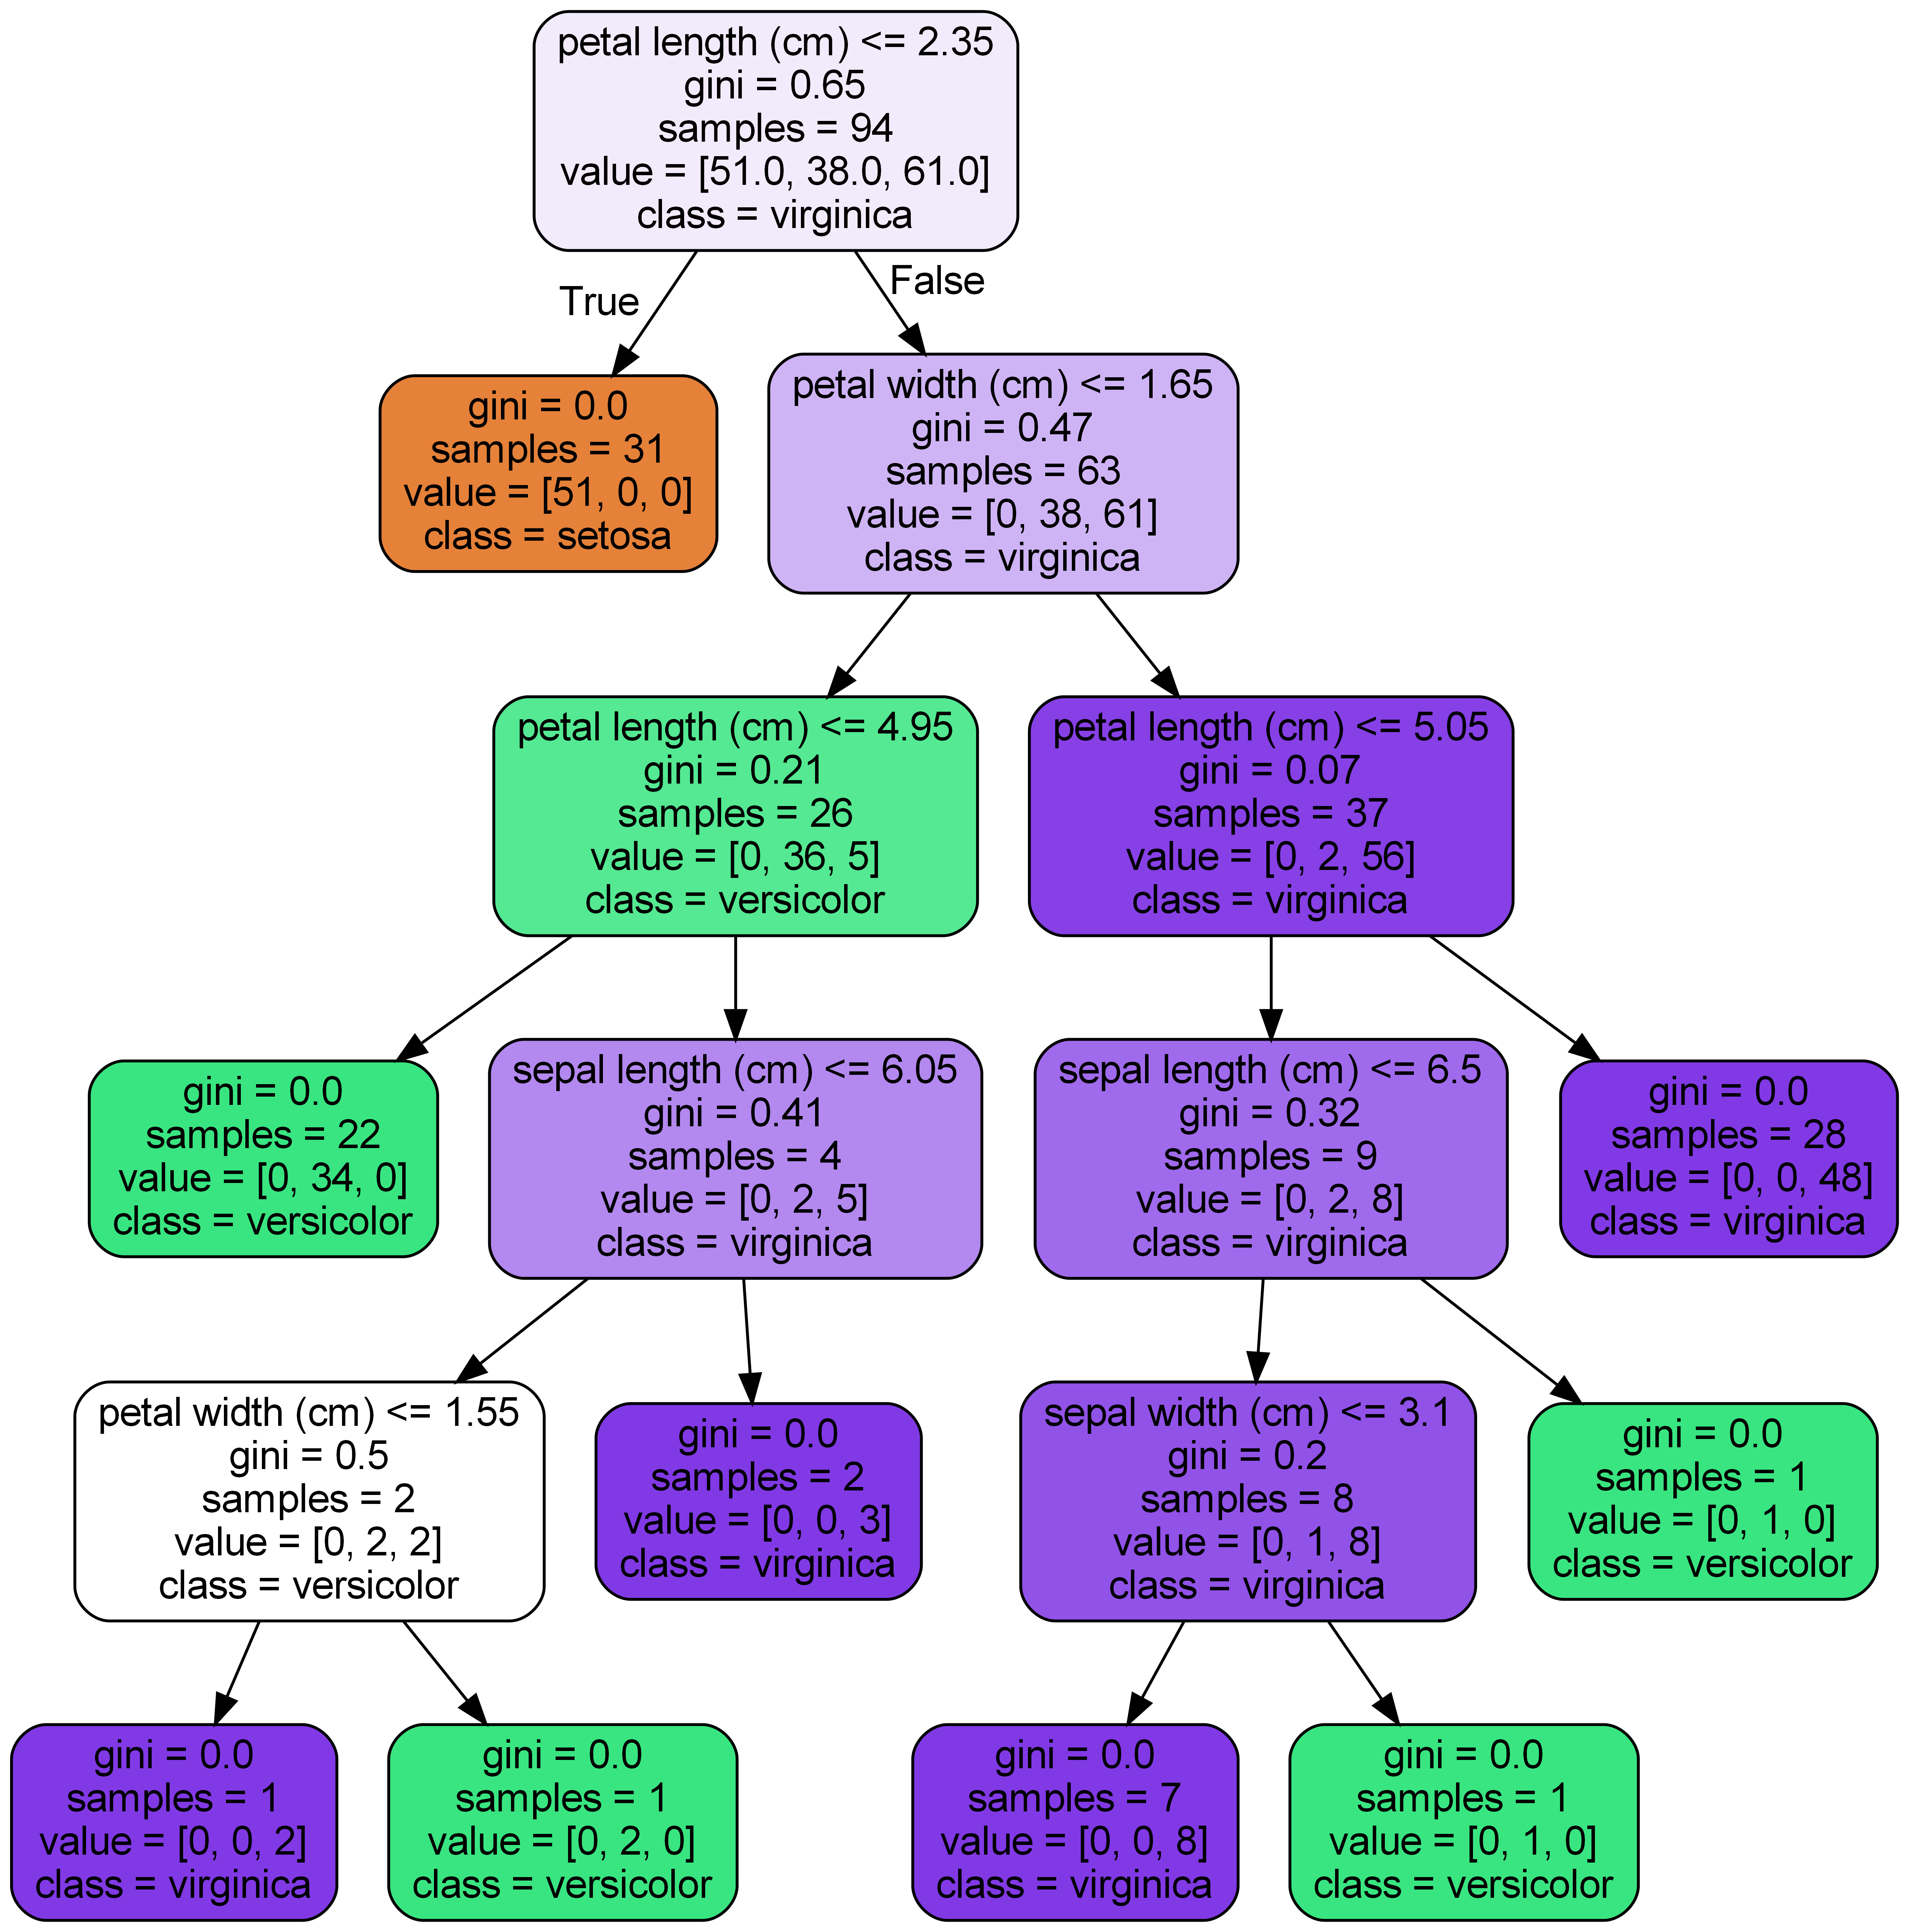 petal length (cm) <= 2.35
gini = 0.65
samples = 94
value = [51.0, 38.0, 61.0]
class = virginica
True
False
gini = 0.0
samples = 31
value = [51, 0, 0]
class = setosa
petal width (cm) <= 1.65
gini = 0.47
samples = 63
value = [0, 38, 61]
class = virginica
petal length (cm) <= 4.95
gini = 0.21
samples = 26
value = [0, 36, 5]
class = versicolor
petal length (cm) <= 5.05
gini = 0.07
samples = 37
value = [0, 2, 56]
class = virginica
gini = 0.0
samples = 22
value = [0, 34, 0]
class = versicolor
sepal length (cm) <= 6.05
gini = 0.41
samples = 4
value = [0, 2, 5]
class = virginica
sepal length (cm) <= 6.5
gini = 0.32
samples = 9
value = [0, 2, 8]
class = virginica
gini = 0.0
samples = 28
value = [0, 0, 48]
class = virginica
petal width (cm) <= 1.55
gini = 0.5
samples = 2
value = [0, 2, 2]
class = versicolor
gini = 0.0
samples = 2
value = [0, 0, 3]
class = virginica
sepal width (cm) <= 3.1
gini = 0.2
samples = 8
value = [0, 1, 8]
class = virginica
gini = 0.0
samples = 1
value = [0, 1, 0]
class = versicolor
gini = 0.0
samples = 1
value = [0, 0, 2]
class = virginica
gini = 0.0
samples = 1
value = [0, 2, 0]
class = versicolor
gini = 0.0
samples = 7
value = [0, 0, 8]
class = virginica
gini = 0.0
samples = 1
value = [0, 1, 0]
class = versicolor